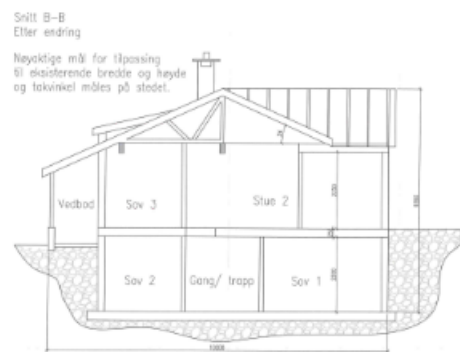 Snitt B-B
Etter endring
Nøyaktige mål for tilpassing
til eksisterende bredde og høyde
og takvinkel måles på stedet.
Vedbod
Sov 3
Stua 2
Sov 2
Gang/ trapp
Sov 1